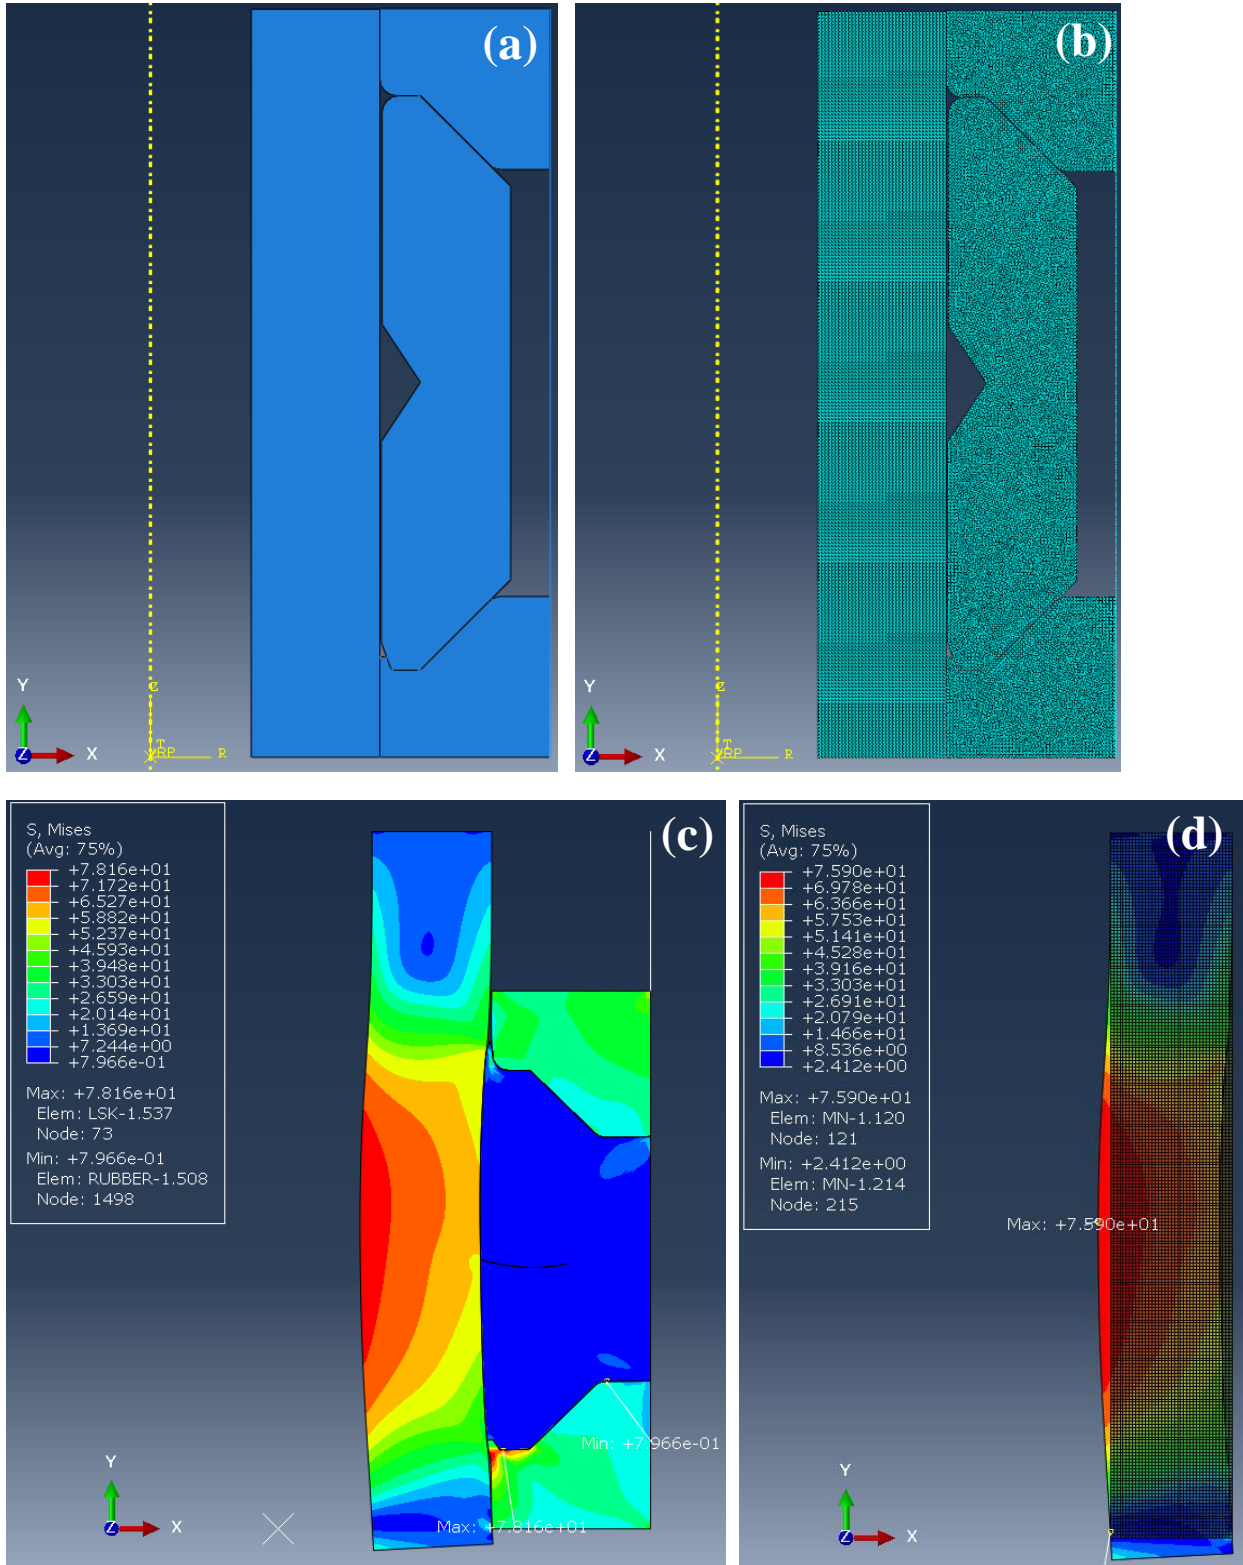 (a)
Y
Z
X
Z
T
RP
R
(b)
Y
Z
X
Z
T
RP
R
(c)
S, Mises
(Avg: 75%)
+7.816e+01
+7.172e+01
+6.527e+01
+5.882e+01
+5.237e+01
+4.593e+01
+3.948e+01
+3.303e+01
+2.659e+01
+2.014e+01
+1.369e+01
+7.244e+00
+7.966e-01
Max: +7.816e+01
Elem: LSK-1.537
Node: 73
Min: +7.966e-01
Elem: RUBBER-1.508
Node: 1498
Min: +7.966e-01
Max: +7.816e+01
Y
Z
X
(d)
S, Mises
(Avg: 75%)
+7.590e+01
+6.978e+01
+6.366e+01
+5.753e+01
+5.141e+01
+4.528e+01
+3.916e+01
+3.303e+01
+2.691e+01
+2.079e+01
+1.466e+01
+8.536e+00
+2.412e+00
Max: +7.590e+01
Elem: MN-1.120
Node: 121
Min: +2.412e+00
Elem: MN-1.214
Node: 215
Max: +7.590e+01
Y
Z
X